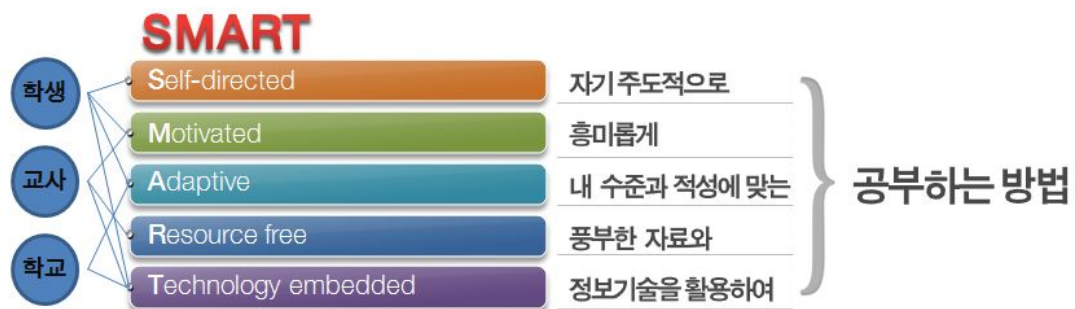 SMART
학생
교사
학교
Self-directed
Motivated
Adaptive
Resource free
Technology embedded
자기 주도적으로
흥미롭게
내 수준과 적성에 맞는
풍부한 자료와
정보기술을 활용하여
공부하는 방법